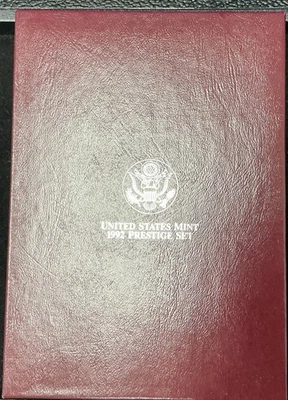 UNITED STATES MINT
1992 PRESTIGE SET